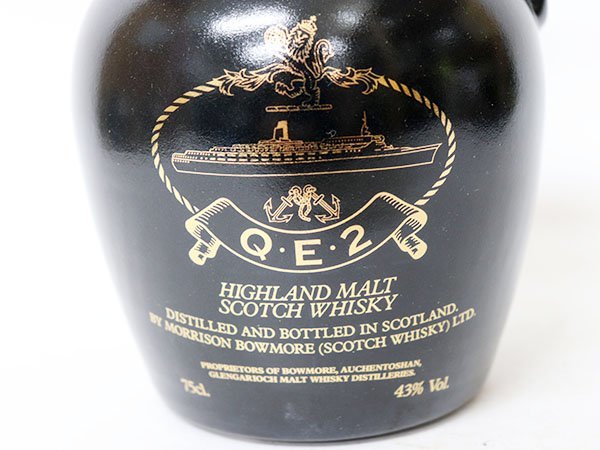 Q·E·2
HIGHLAND MALT
SCOTCH WHISKY
DISTILLED AND BOTTLED IN SCOTLAND.
BY MORRISON BOWMORE (SCOTCH WHISKY) LTD.
PROPRIETORS OF BOWMORE, AUCHENTOSHAN,
GLENGARIOCH MALT WHISKY DISTILLERIES.
75cl.
43% Vol.